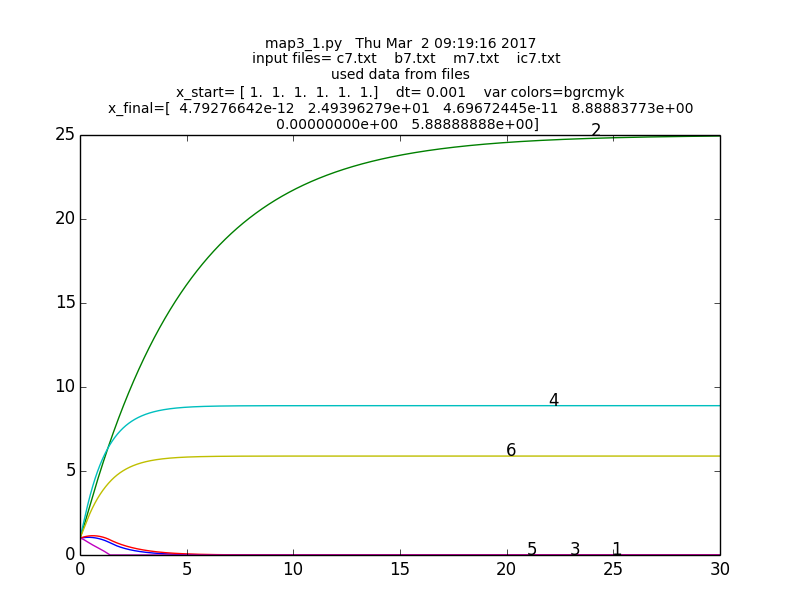 map3_1.py   Thu Mar  2 09:19:16 2017
input files= c7.txt    b7.txt    m7.txt    ic7.txt
used data from files
x_start= [ 1.  1.  1.  1.  1.  1.]    dt= 0.001    var colors=bgrcmyk
x_final=[  4.79276642e-12   2.49396279e+01   4.69672445e-11   8.88883773e+00
0.00000000e+00   5.88888888e+00]
25
2
20
15
10
4
6
5
0
5 3 1
0 5 10 15 20 25 30